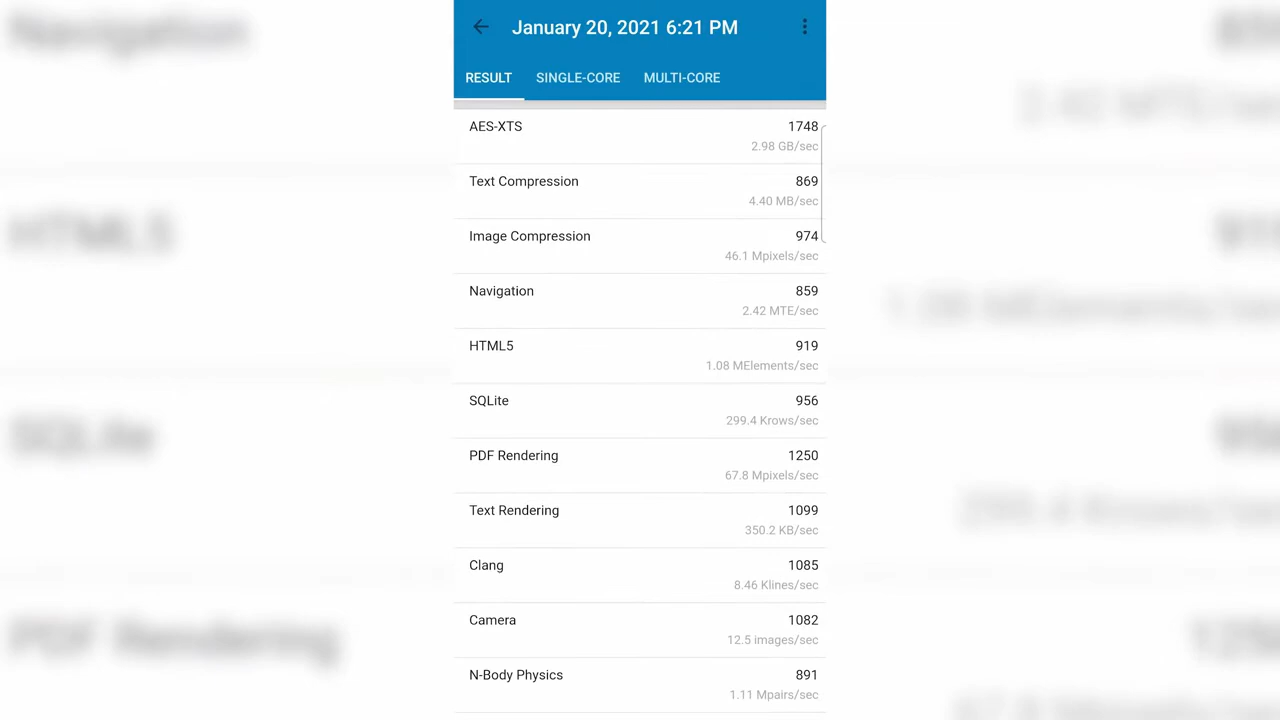 January 20, 2021 6:21 PM
RESULT SINGLE-CORE MULTI-CORE
AES-XTS 1748
2.98 GB/sec
Text Compression 869
4.40 MB/sec
Image Compression 974
46.1 Mpixels/sec
Navigation 859
2.42 MTE/sec
HTML5 919
1.08 MElements/sec
SQLite 956
299.4 Krows/sec
PDF Rendering 1250
67.8 Mpixels/sec
Text Rendering 1099
350.2 KB/sec
Clang 1085
8.46 Klines/sec
Camera 1082
12.5 images/sec
N-Body Physics 891
1.11 Mpairs/sec